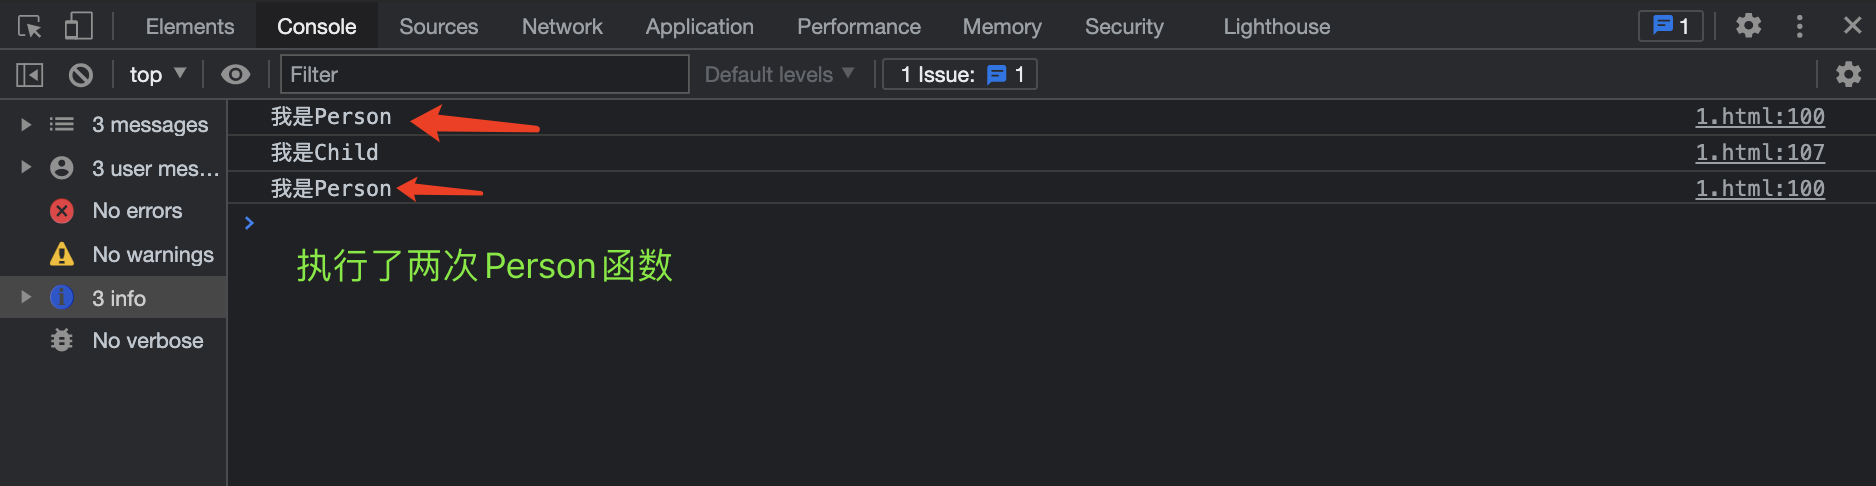 Elements Console Sources Network Application Performance Memory Security Lighthouse 1
top Filter Default levels 1 Issue: 1
3 messages
3 user mes...
No errors
No warnings
3 info
No verbose
我是Person 1.html:100
我是Child 1.html:107
我是Person 1.html:100
执行了两次Person函数